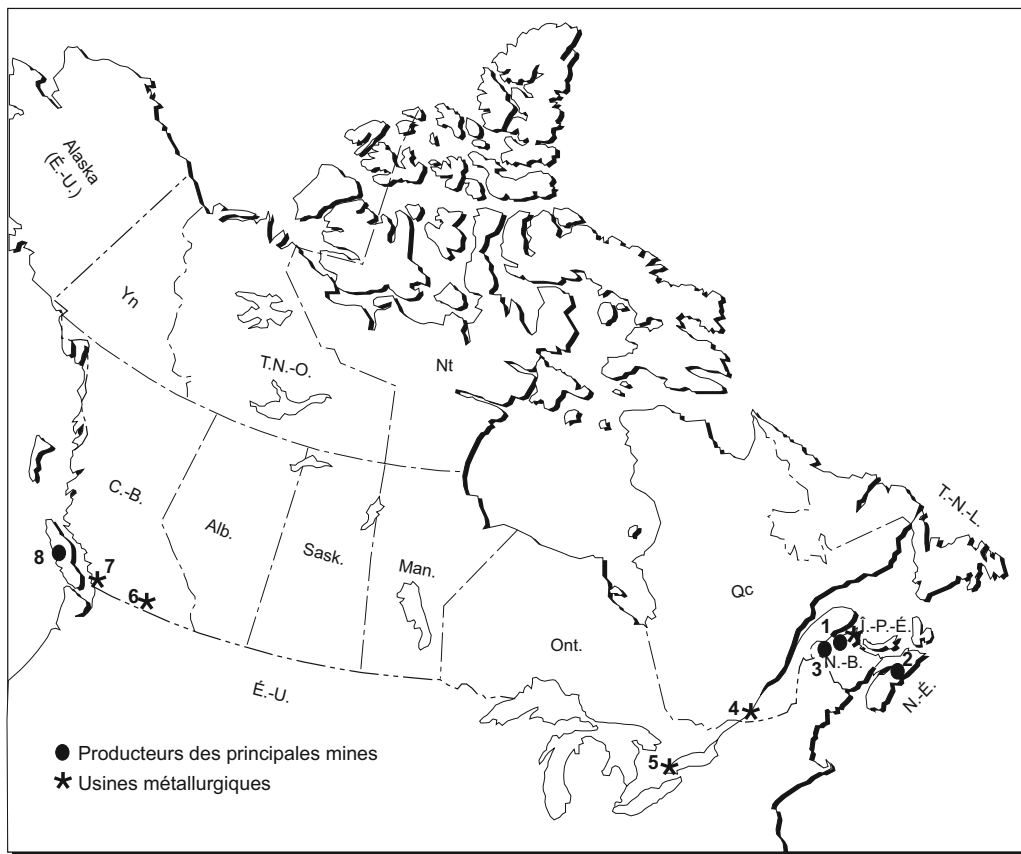 Alaska
(É.-U.)
Yn
T.N.-O.
Nt
C.-B.
Alb.
Sask.
Man.
Ont.
Qc
T.-N.-L.
8
7
6
1
Î.-P.-É.
3
N.-B.
2
N.-É.
4
5
É.-U.
Producteurs des principales mines
Usines métallurgiques